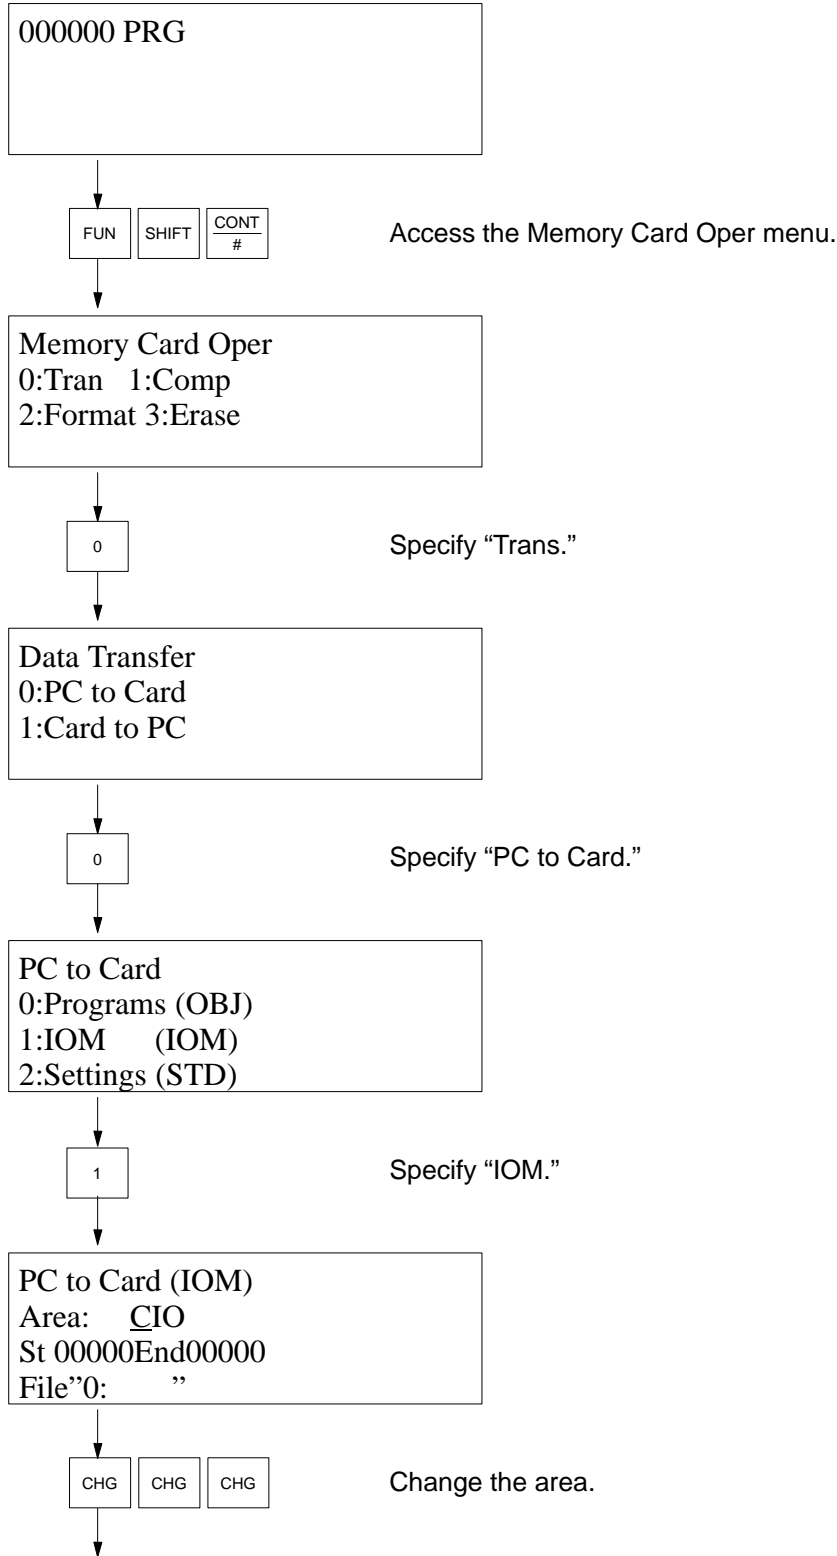 000000 PRG
FUN SHIFT CONT
# Access the Memory Card Oper menu.
Memory Card Oper
0:Tran 1:Comp
2:Format 3:Erase
0 Specify “Trans.”
Data Transfer
0:PC to Card
1:Card to PC
0 Specify “PC to Card.”
PC to Card
0:Programs (OBJ)
1:IOM (IOM)
2:Settings (STD)
1 Specify “IOM.”
PC to Card (IOM)
Area: CIO
St 00000End00000
File”0: ”
CHG CHG CHG Change the area.